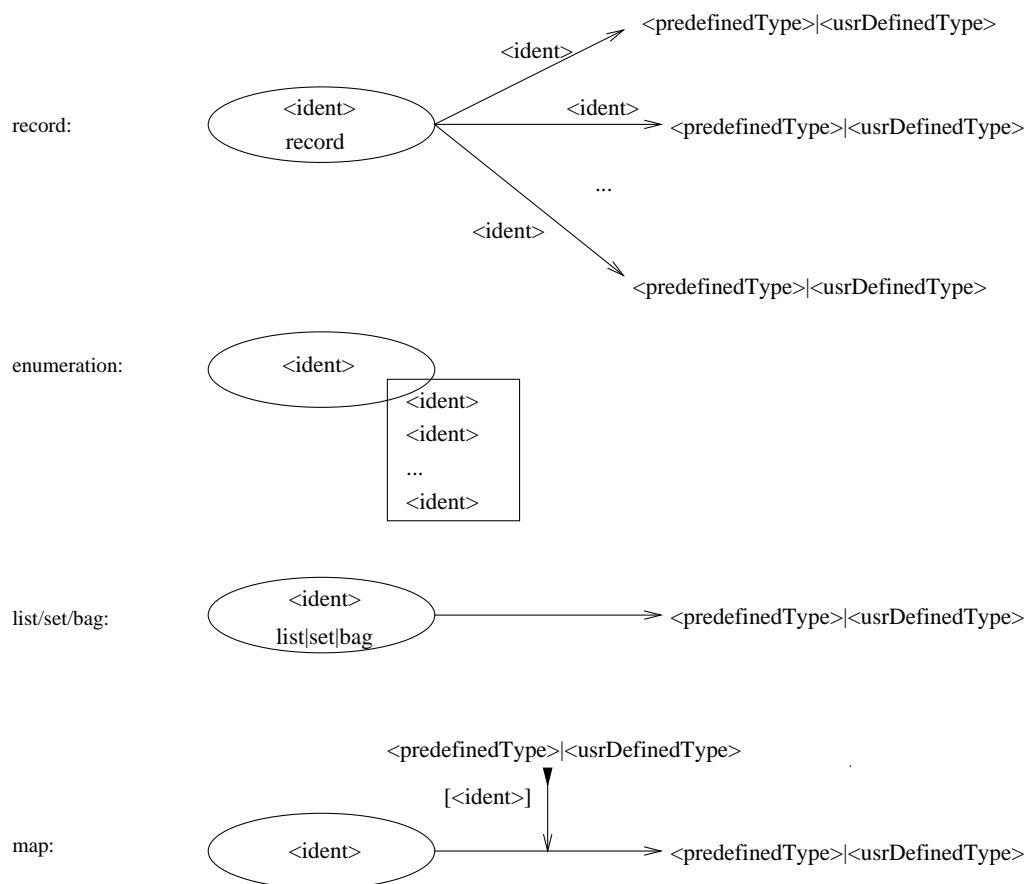 <predefinedType>|<usrDefinedType>
<ident>
<ident>
<ident>
record:
<predefinedType>|<usrDefinedType>
record
...
<ident>
<predefinedType>|<usrDefinedType>
enumeration:
<ident>
<ident>
<ident>
...
<ident>
list/set/bag:
<ident>
list|set|bag
<predefinedType>|<usrDefinedType>
<predefinedType>|<usrDefinedType>
[<ident>]
map:
<ident>
<predefinedType>|<usrDefinedType>